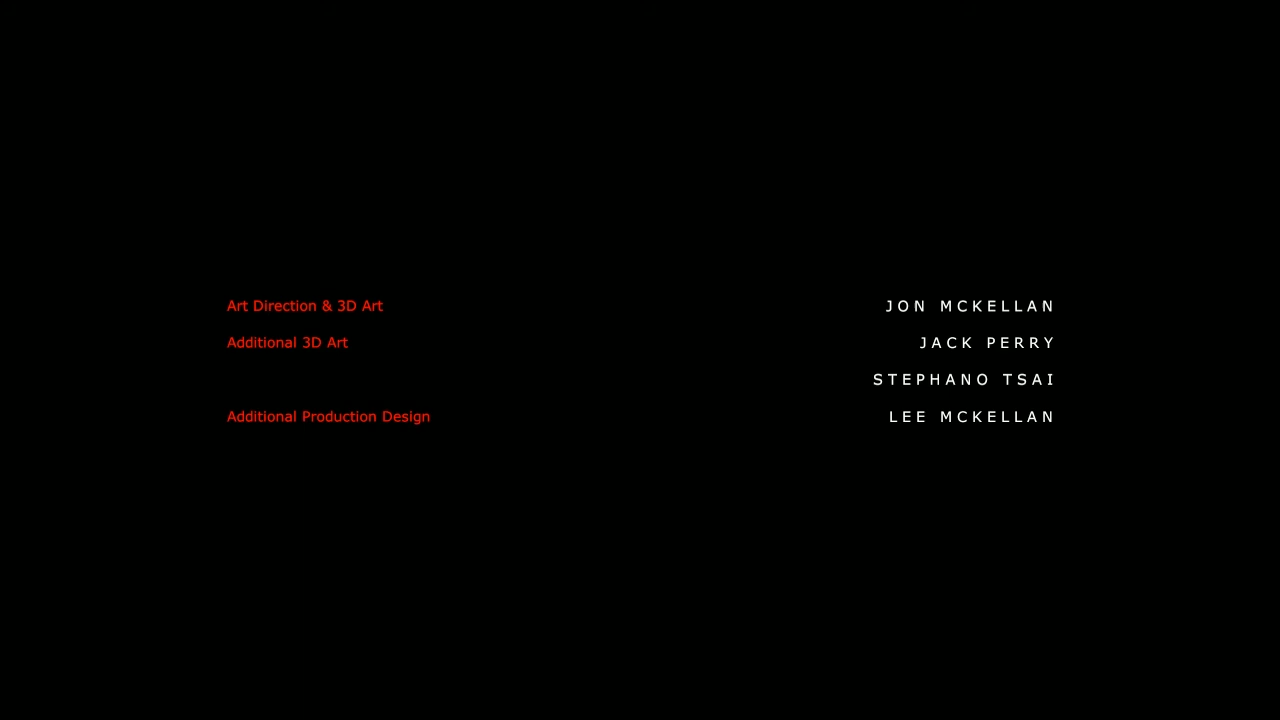 Art Direction & 3D Art JON MCKELLAN
Additional 3D Art JACK PERRY
STEPHANO TSAI
Additional Production Design LEE MCKELLAN